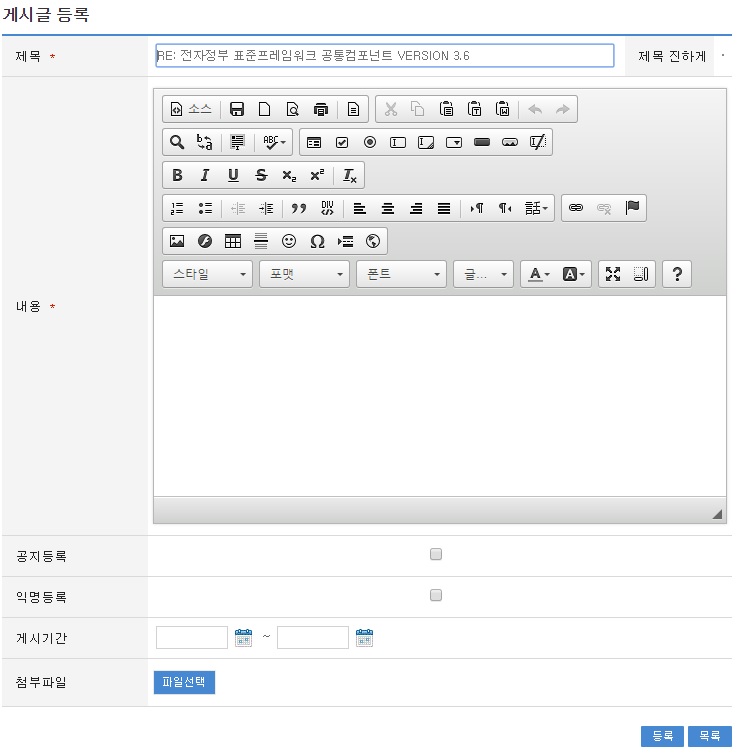 게시글 등록
제목 *
RE: 전자정부 표준프레임워크 공통컴포넌트 VERSION 3.6
제목 진하게
내용 *
소스
스타일
포맷
폰트
글...
?
공지등록
익명등록
게시기간
~
첨부파일
파일선택
등록
목록